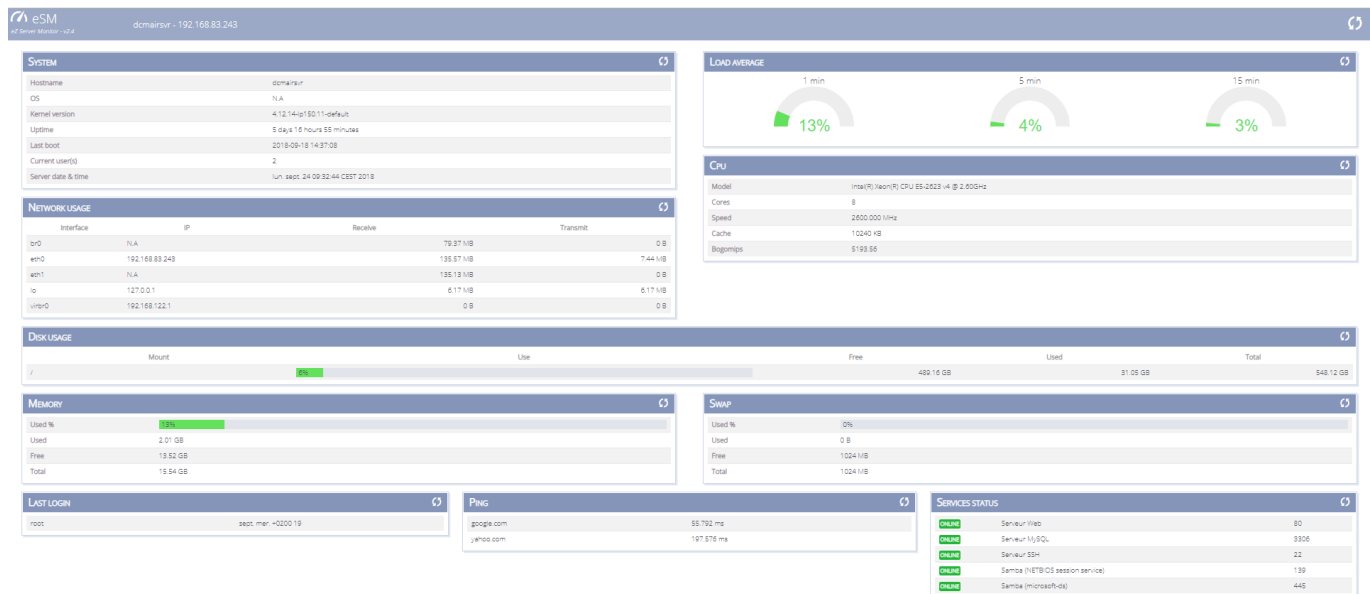 eSM
eZ Server Monitor - v2.4
dcmairsvr - 192.168.83.243
SYSTEM
Hostname dcmairsvr
OS N.A
Kernel version 4.12.14-lp150.11-default
Uptime 5 days 16 hours 55 minutes
Last boot 2018-09-18 14:37:08
Current user(s) 2
Server date & time lun. sept. 24 09:32:44 CEST 2018
LOAD AVERAGE
1 min 5 min 15 min
13% 4% 3%
CPU
Model Intel(R) Xeon(R) CPU E5-2623 v4 @ 2.60GHz
Cores 8
Speed 2600.000 MHz
Cache 10240 KB
Bogomips 5193.56
NETWORK USAGE
Interface IP Receive Transmit
br0 N.A 79.37 MB 0 B
eth0 192.168.83.243 135.57 MB 7.44 MB
eth1 N.A 135.13 MB 0 B
lo 127.0.0.1 6.17 MB 6.17 MB
virbr0 192.168.122.1 0 B 0 B
DISK USAGE
Mount Use Free Used Total
/ 6% 489.16 GB 31.05 GB 548.12 GB
MEMORY
Used % 13%
Used 2.01 GB
Free 13.52 GB
Total 15.54 GB
SWAP
Used % 0%
Used 0 B
Free 1024 MB
Total 1024 MB
LAST LOGIN
root sept. mer. +0200 19
PING
google.com 55.792 ms
yahoo.com 197.576 ms
SERVICES STATUS
ONLINE Serveur Web 80
ONLINE Serveur MySQL 3306
ONLINE Serveur SSH 22
ONLINE Samba (NETBIOS session service) 139
ONLINE Samba (microsoft-ds) 445